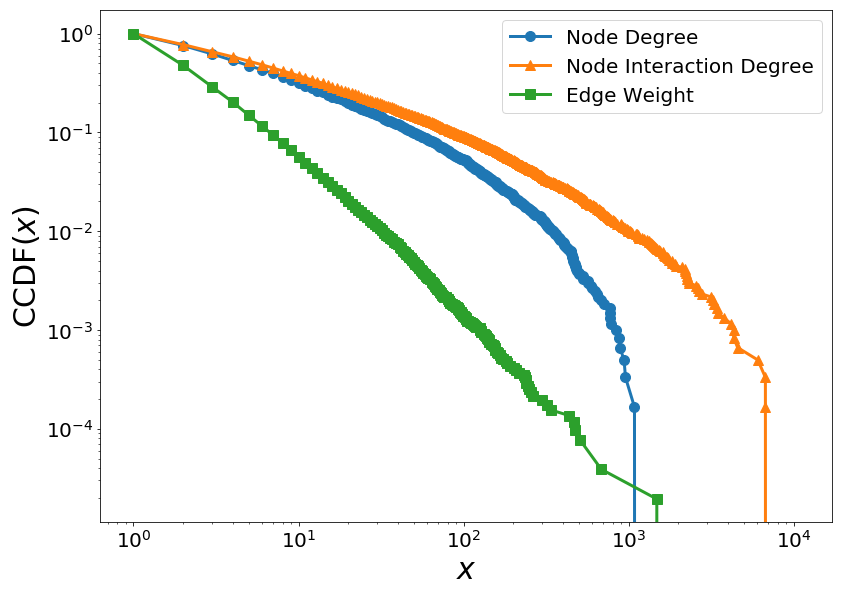 Node Degree
Node Interaction Degree
Edge Weight
CCDF(x)
10⁰
10⁻¹
10⁻²
10⁻³
10⁻⁴
10⁰ 10¹ 10² 10³ 10⁴
x